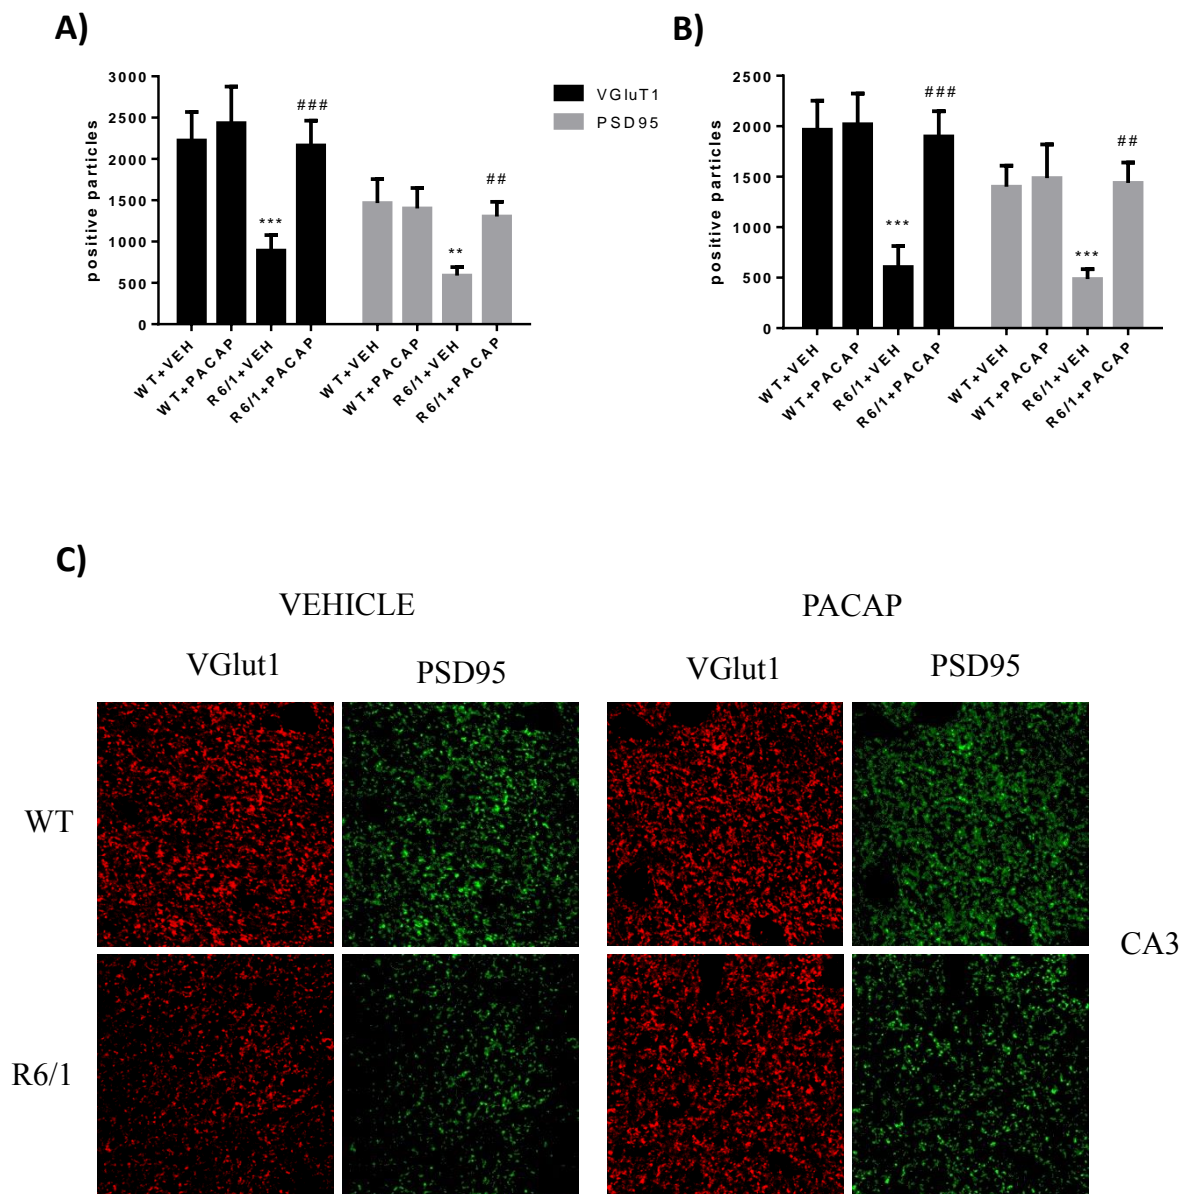 A)
3000
2500
2000
1500
1000
500
0
positive particles
***
###
**
##
WT+VEH
WT+PACAP
R6/1+VEH
R6/1+PACAP
WT+VEH
WT+PACAP
R6/1+VEH
R6/1+PACAP
VGluT1
PSD95
B)
2500
2000
1500
1000
500
0
positive particles
***
###
***
##
WT+VEH
WT+PACAP
R6/1+VEH
R6/1+PACAP
WT+VEH
WT+PACAP
R6/1+VEH
R6/1+PACAP
C)
VEHICLE PACAP
VGlut1 PSD95 VGlut1 PSD95
WT
CA3
R6/1